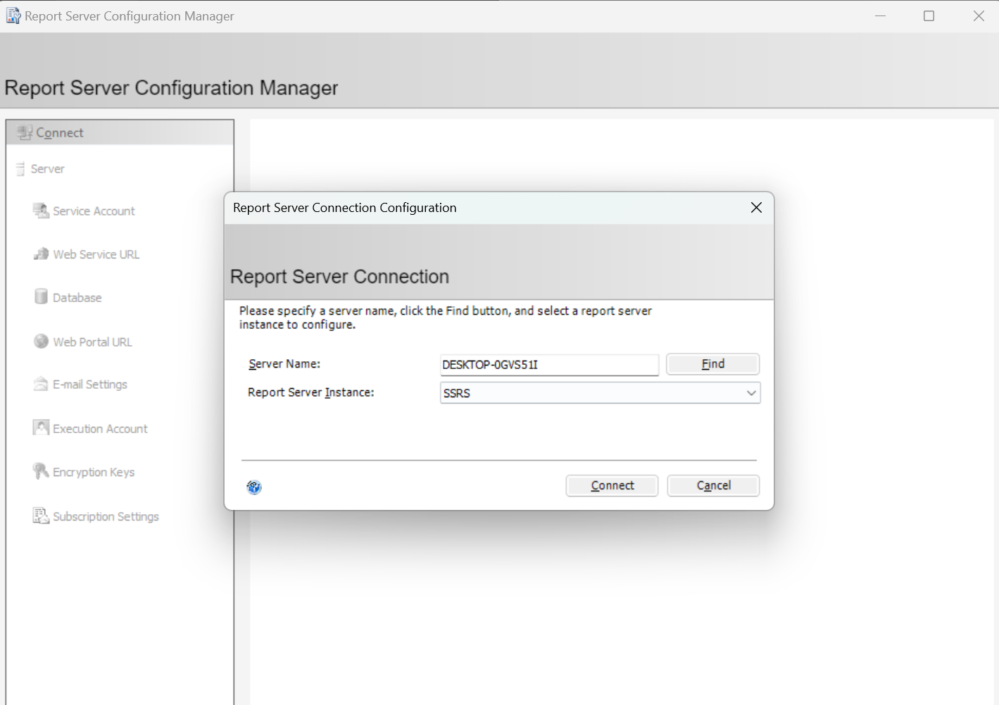 Report Server Configuration Manager
Report Server Configuration Manager
Connect
Server
Service Account
Web Service URL
Database
Web Portal URL
E-mail Settings
Execution Account
Encryption Keys
Subscription Settings
Report Server Connection Configuration
Report Server Connection
Please specify a server name, click the Find button, and select a report server
instance to configure.
Server Name:
DESKTOP-0GVS51I
Find
Report Server Instance:
SSRS
Connect
Cancel